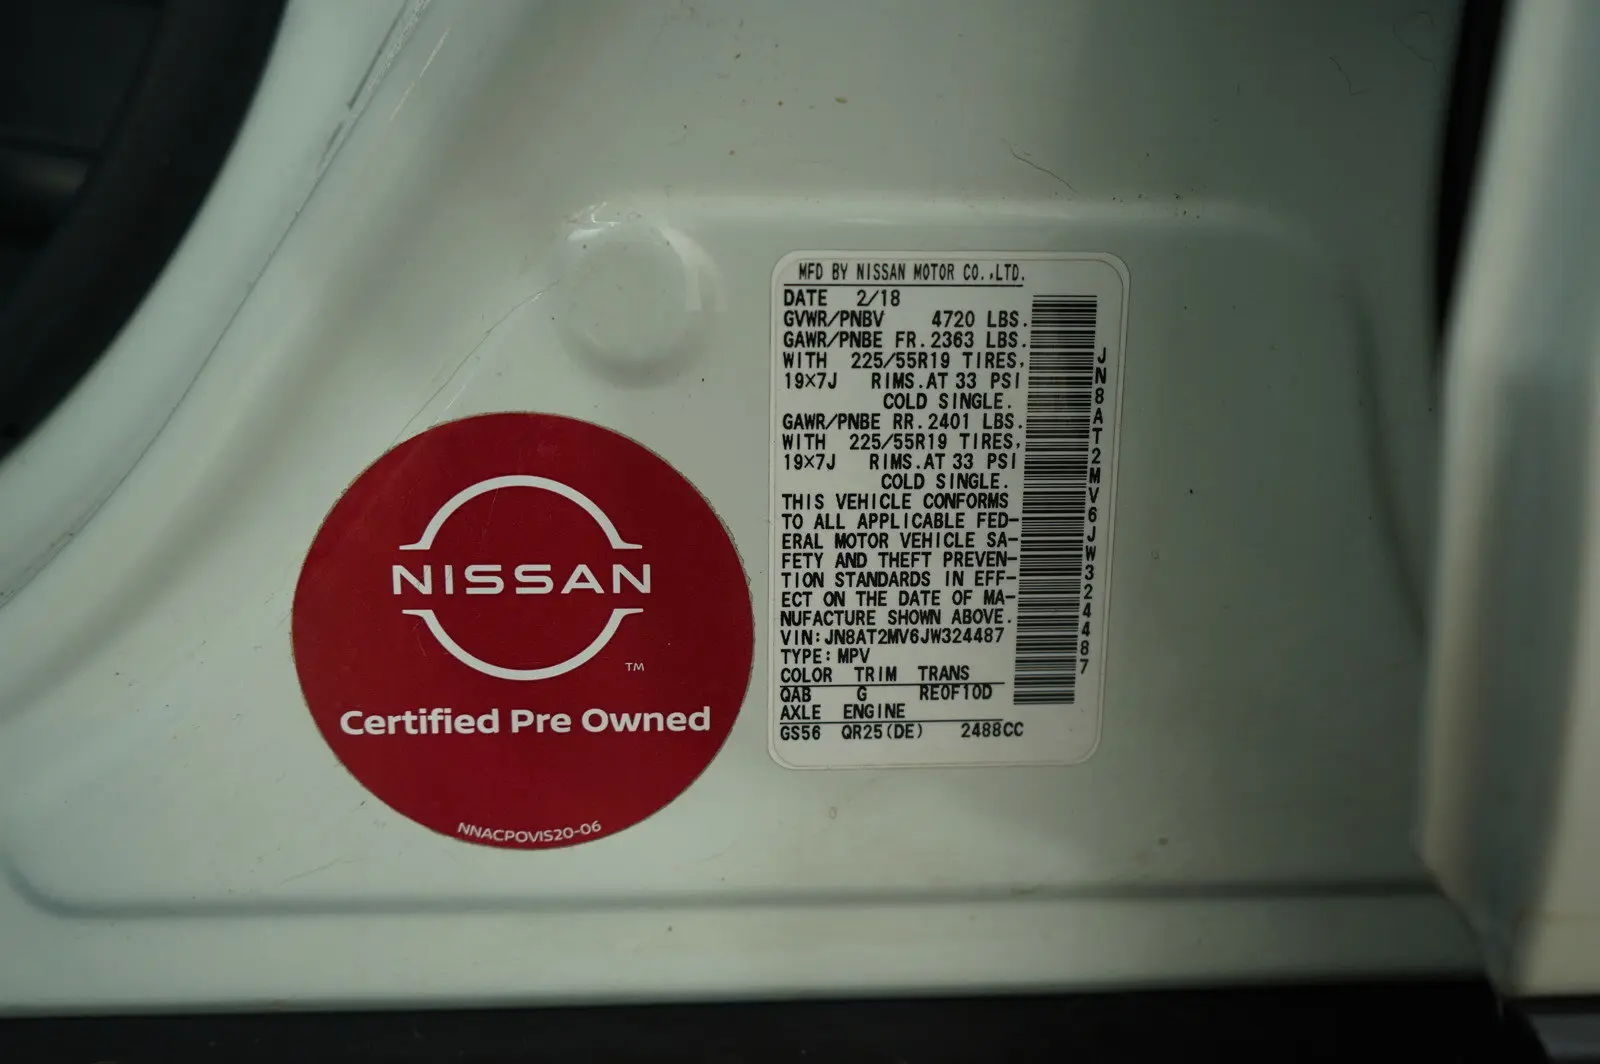 NISSAN
TM
Certified Pre Owned
NNACPOVIS20-06
MFD BY NISSAN MOTOR CO.,LTD.
DATE 2/18
GVWR/PNBV 4720 LBS.
GAWR/PNBE FR. 2363 LBS.
WITH 225/55R19 TIRES,
19×7J RIMS. AT 33 PSI
COLD SINGLE.
GAWR/PNBE RR. 2401 LBS.
WITH 225/55R19 TIRES,
19×7J RIMS. AT 33 PSI
COLD SINGLE.
THIS VEHICLE CONFORMS
TO ALL APPLICABLE FED-
ERAL MOTOR VEHICLE SA-
FETY AND THEFT PREVEN-
TION STANDARDS IN EFF-
ECT ON THE DATE OF MA-
NUFACTURE SHOWN ABOVE.
VIN:JN8AT2MV6JW324487
TYPE:MPV
COLOR TRIM TRANS
QAB G RE0F10D
AXLE ENGINE
GS56 QR25(DE) 2488CC
JN8AT2MV6JW324487